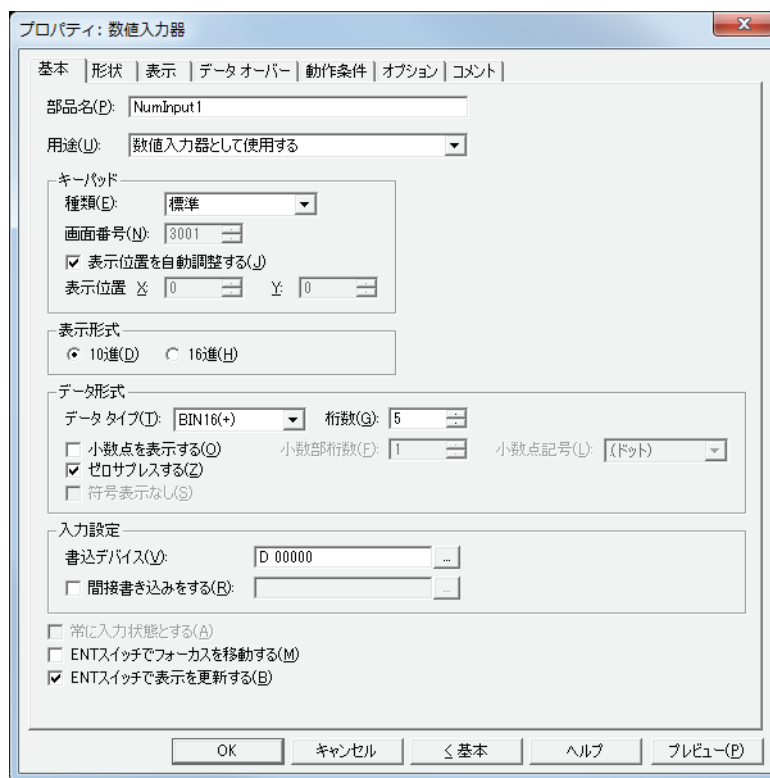 プロパティ: 数値入力器
基本 形状 表示 データ オーバー 動作条件 オプション コメント
部品名(P): NumInput1
用途(U): 数値入力器として使用する
キーパッド
種類(E): 標準
画面番号(N): 3001
表示位置を自動調整する(J)
表示位置 X: 0 Y: 0
表示形式
10進(D) 16進(H)
データ形式
データ タイプ(T): BIN16(+) 桁数(G): 5
小数点を表示する(O) 小数部桁数(F): 1 小数点記号(L): .(ドット)
ゼロサプレスする(Z)
符号表示なし(S)
入力設定
書込デバイス(V): D 00000 ...
間接書き込みをする(R): ...
常に入力状態とする(A)
ENTスイッチでフォーカスを移動する(M)
ENTスイッチで表示を更新する(B)
OK キャンセル < 基本 ヘルプ プレビュー(P)